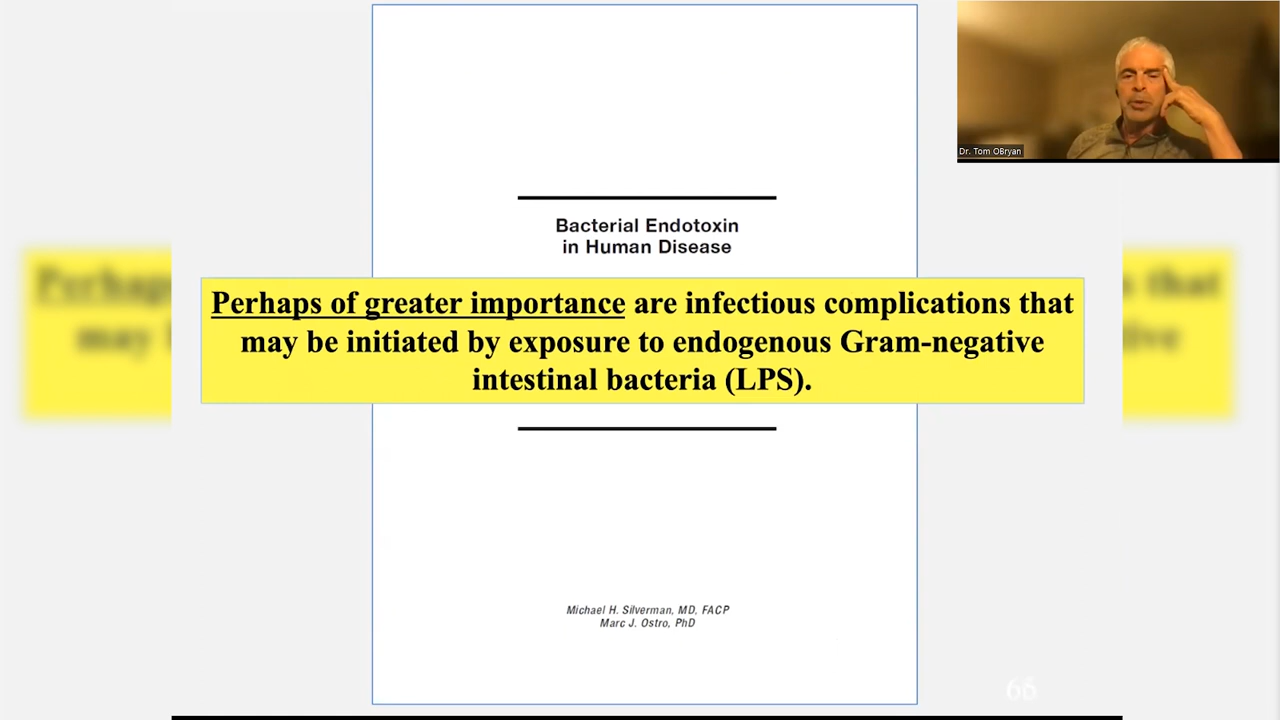 Dr. Tom OBryan
Bacterial Endotoxin
in Human Disease
Perhaps of greater importance are infectious complications that
may be initiated by exposure to endogenous Gram-negative
intestinal bacteria (LPS).
Michael H. Silverman, MD, FACP
Marc J. Ostro, PhD